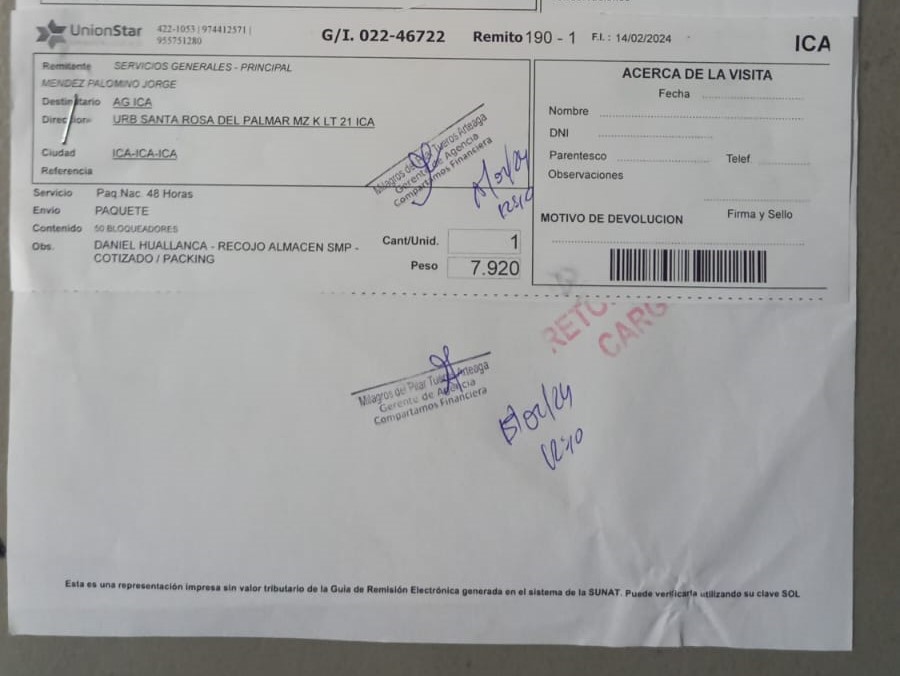 UnionStar
422-1053 | 974412571 |
955751280
G/I. 022-46722 Remito 190 - 1 F.I. : 14/02/2024
ICA
Remitente SERVICIOS GENERALES - PRINCIPAL
MENDEZ PALOMINO JORGE
Destinatario AG ICA
Direccion URB SANTA ROSA DEL PALMAR MZ K LT 21 ICA
Ciudad ICA-ICA-ICA
Referencia
Servicio Paq Nac 48 Horas
Envio PAQUETE
Contenido 50 BLOQUEADORES
Obs. DANIEL HUALLANCA - RECOJO ALMACEN SMP -
COTIZADO / PACKING
Cant/Unid. 1
Peso 7.920
Milagros del Pilar Tueros Arteaga
Gerente de Agencia
Compartamos Financiera
ACERCA DE LA VISITA
Fecha
Nombre
DNI
Parentesco Telef.
Observaciones
MOTIVO DE DEVOLUCION Firma y Sello
CARG
Milagros del Pilar Tueros Arteaga
Gerente de Agencia
Compartamos Financiera
15/02/24
12:10
Esta es una representación impresa sin valor tributario de la Guia de Remisión Electrónica generada en el sistema de la SUNAT. Puede verificarla utilizando su clave SOL